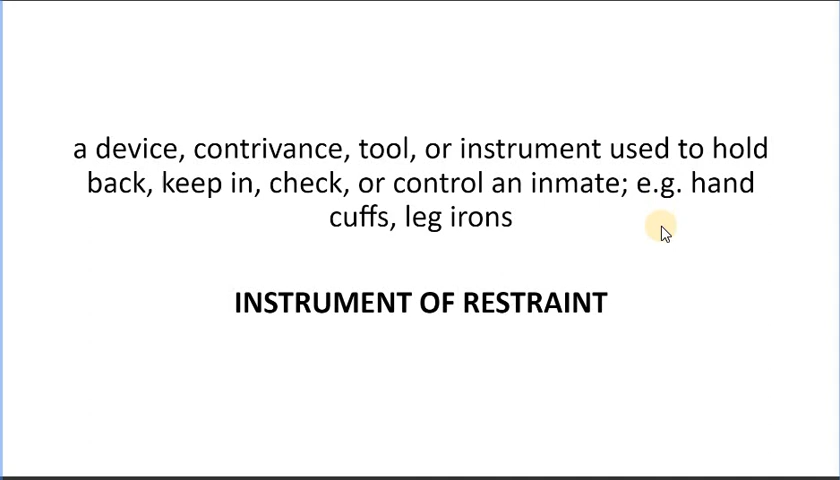 a device, contrivance, tool, or instrument used to hold
back, keep in, check, or control an inmate; e.g. hand
cuffs, leg irons
INSTRUMENT OF RESTRAINT